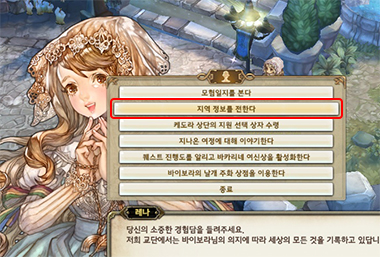 모험일지를 본다
지역 정보를 전한다
케도라 상단의 지원 선택 상자 수령
지나온 여정에 대해 이야기한다
퀘스트 진행도를 알리고 바카리네 여신상을 활성화한다
바이보라의 날개 주화 상점을 이용한다
종료
레나
당신의 소중한 경험담을 들려주세요.
저희 교단에서는 바이보라님의 의지에 따라 세상의 모든 것을 기록하고 있답니